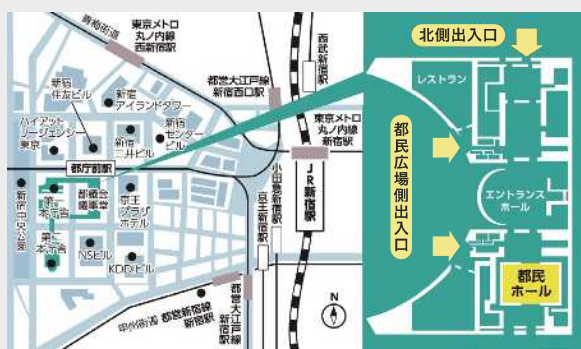 青梅街道
東京メトロ
丸ノ内線
西新宿駅
西武新宿駅
都営大江戸線
新宿西口駅
新宿
住友ビル
新宿
アイランドタワー
ハイアット
リージェンシー
東京
新宿
三井ビル
新宿
センター
ビル
東京メトロ
丸ノ内線
新宿駅
都庁前駅
JR新宿駅
小田急新宿駅
京王新宿駅
新宿中央公園
第一
本庁舎
都議会
議事堂
京王
プラザ
ホテル
第二
本庁舎
NSビル
KDDIビル
甲州街道
都営新宿線
新宿駅
都営
大江戸線
新宿駅
N
北側出入口
レストラン
都民広場側出入口
エントランス
ホール
都民
ホール